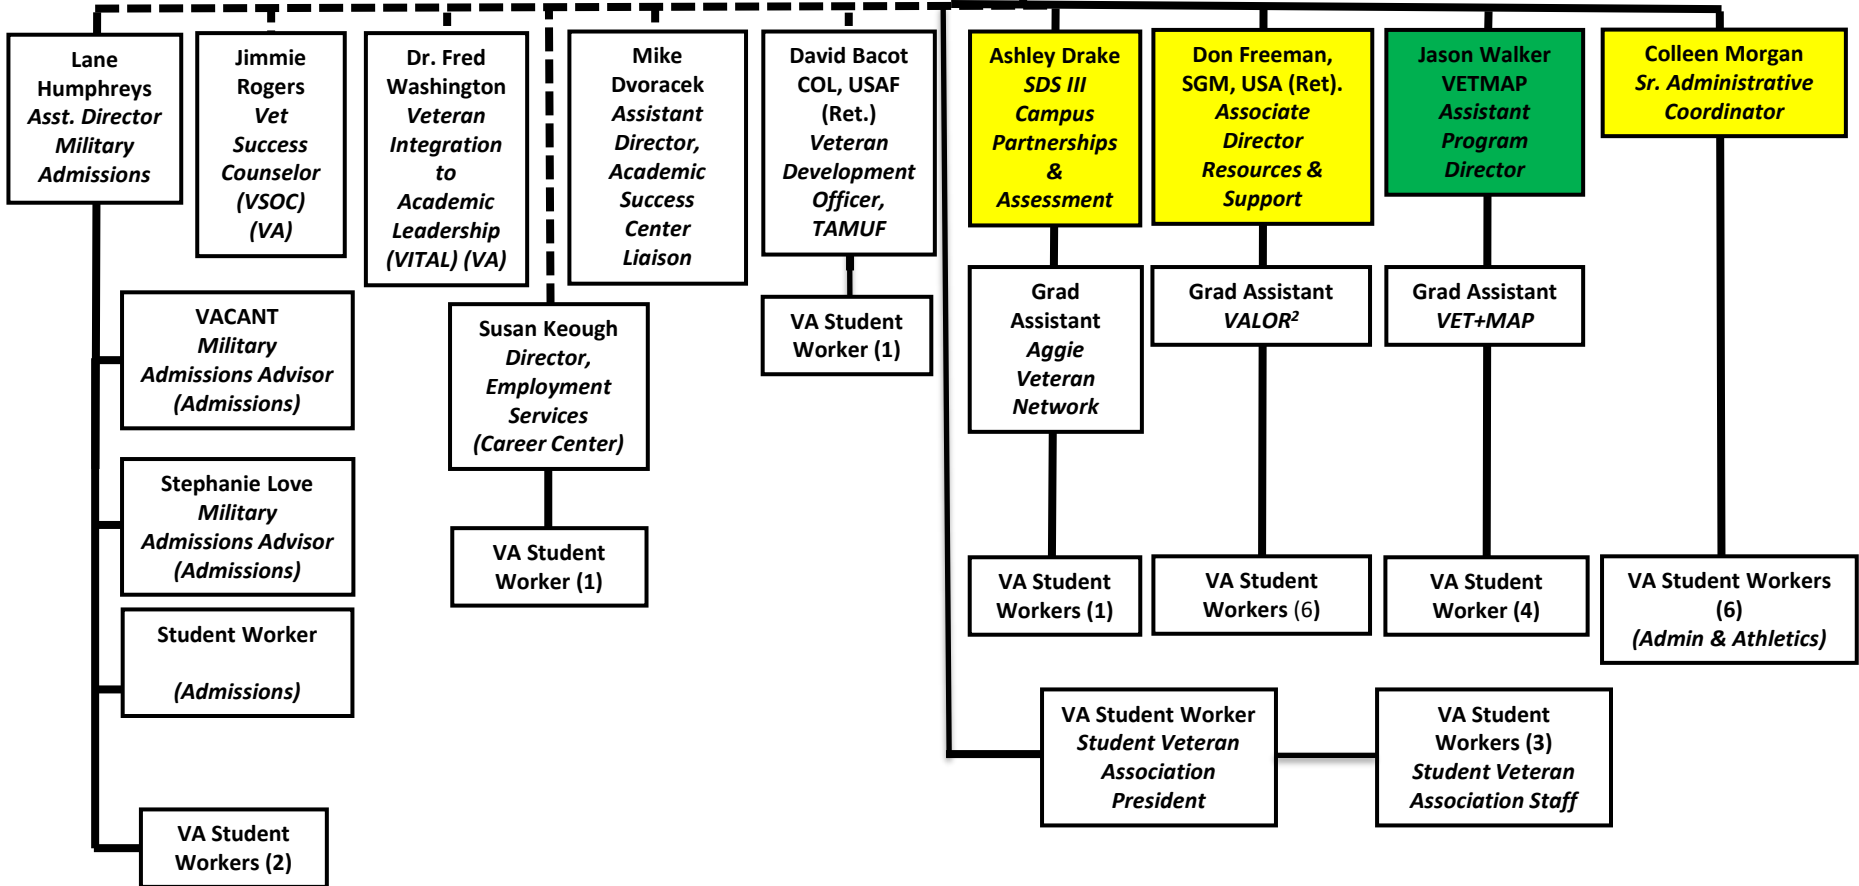 Lane
Humphreys
Asst. Director
Military
Admissions
Jimmie
Rogers
Vet
Success
Counselor
(VSOC)
(VA)
Dr. Fred
Washington
Veteran
Integration
to
Academic
Leadership
(VITAL) (VA)
Mike
Dvoracek
Assistant
Director,
Academic
Success
Center
Liaison
David Bacot
COL, USAF
(Ret.)
Veteran
Development
Officer,
TAMUF
Ashley Drake
SDS III
Campus
Partnerships
&
Assessment
Don Freeman,
SGM, USA (Ret).
Associate
Director
Resources &
Support
Jason Walker
VETMAP
Assistant
Program
Director
Colleen Morgan
Sr. Administrative
Coordinator
VACANT
Military
Admissions Advisor
(Admissions)
Susan Keough
Director,
Employment
Services
(Career Center)
VA Student
Worker (1)
Grad
Assistant
Aggie
Veteran
Network
Grad Assistant
VALOR²
Grad Assistant
VET+MAP
Stephanie Love
Military
Admissions Advisor
(Admissions)
VA Student
Worker (1)
VA Student
Workers (1)
VA Student
Workers (6)
VA Student
Worker (4)
VA Student Workers
(6)
(Admin & Athletics)
Student Worker
(Admissions)
VA Student Worker
Student Veteran
Association
President
VA Student
Workers (3)
Student Veteran
Association Staff
VA Student
Workers (2)